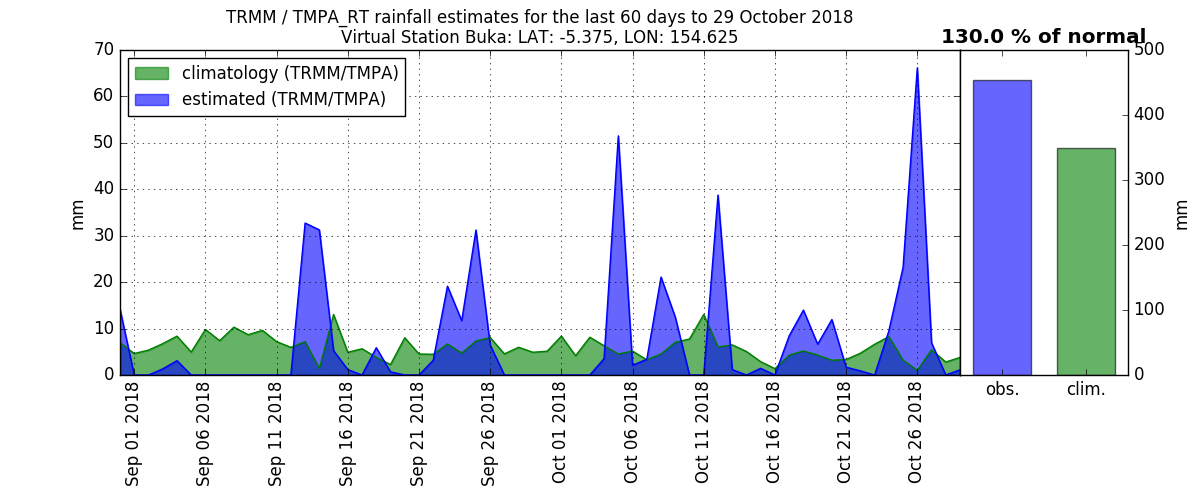 TRMM / TMPA_RT rainfall estimates for the last 60 days to 29 October 2018
Virtual Station Buka: LAT: -5.375, LON: 154.625
130.0 % of normal
climatology (TRMM/TMPA)
estimated (TRMM/TMPA)
mm
70
60
50
40
30
20
10
0
Sep 01 2018
Sep 06 2018
Sep 11 2018
Sep 16 2018
Sep 21 2018
Sep 26 2018
Oct 01 2018
Oct 06 2018
Oct 11 2018
Oct 16 2018
Oct 21 2018
Oct 26 2018
obs.
clim.
500
400
300
200
100
0
mm